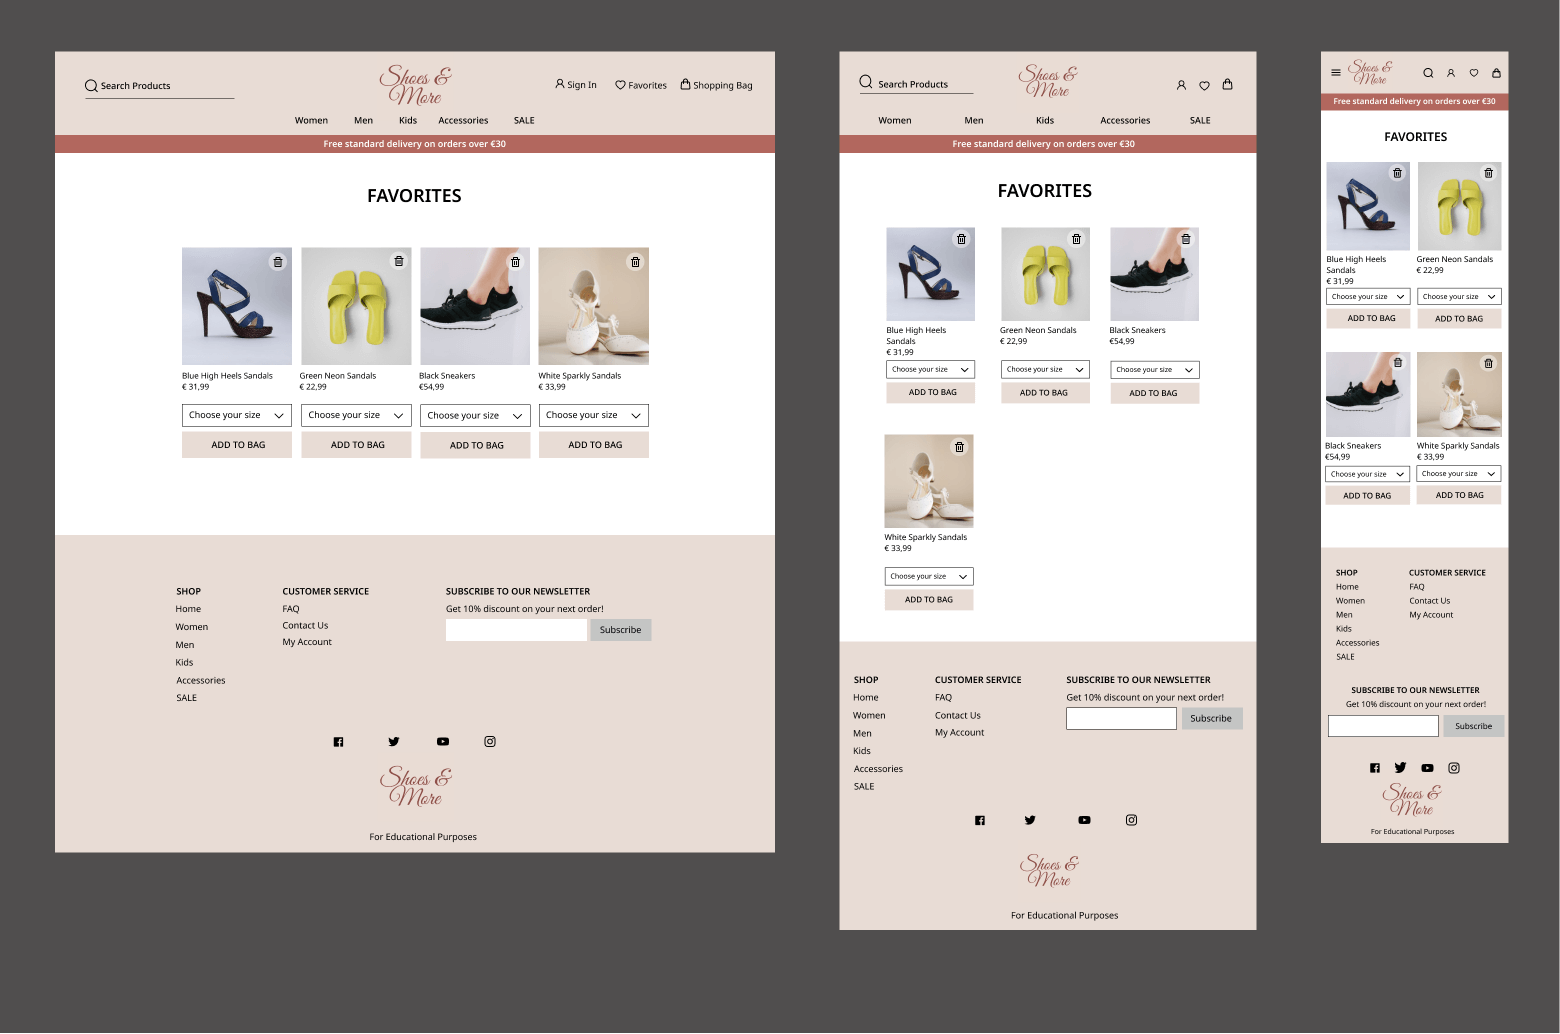 Search Products
Shoes &
More
Sign In
Favorites
Shopping Bag
Women
Men
Kids
Accessories
SALE
Free standard delivery on orders over €30
FAVORITES
Blue High Heels Sandals
€ 31,99
Choose your size
ADD TO BAG
Green Neon Sandals
€ 22,99
Choose your size
ADD TO BAG
Black Sneakers
€54,99
Choose your size
ADD TO BAG
White Sparkly Sandals
€ 33,99
Choose your size
ADD TO BAG
SHOP
Home
Women
Men
Kids
Accessories
SALE
CUSTOMER SERVICE
FAQ
Contact Us
My Account
SUBSCRIBE TO OUR NEWSLETTER
Get 10% discount on your next order!
Subscribe
Shoes &
More
For Educational Purposes
Search Products
Shoes &
More
Women
Men
Kids
Accessories
SALE
Free standard delivery on orders over €30
FAVORITES
Blue High Heels
Sandals
€ 31,99
Choose your size
ADD TO BAG
Green Neon Sandals
€ 22,99
Choose your size
ADD TO BAG
Black Sneakers
€54,99
Choose your size
ADD TO BAG
White Sparkly Sandals
€ 33,99
Choose your size
ADD TO BAG
SHOP
Home
Women
Men
Kids
Accessories
SALE
CUSTOMER SERVICE
FAQ
Contact Us
My Account
SUBSCRIBE TO OUR NEWSLETTER
Get 10% discount on your next order!
Subscribe
Shoes &
More
For Educational Purposes
Shoes &
More
Free standard delivery on orders over €30
FAVORITES
Blue High Heels
Sandals
€ 31,99
Choose your size
ADD TO BAG
Green Neon Sandals
€ 22,99
Choose your size
ADD TO BAG
Black Sneakers
€54,99
Choose your size
ADD TO BAG
White Sparkly Sandals
€ 33,99
Choose your size
ADD TO BAG
SHOP
Home
Women
Men
Kids
Accessories
SALE
CUSTOMER SERVICE
FAQ
Contact Us
My Account
SUBSCRIBE TO OUR NEWSLETTER
Get 10% discount on your next order!
Subscribe
Shoes &
More
For Educational Purposes